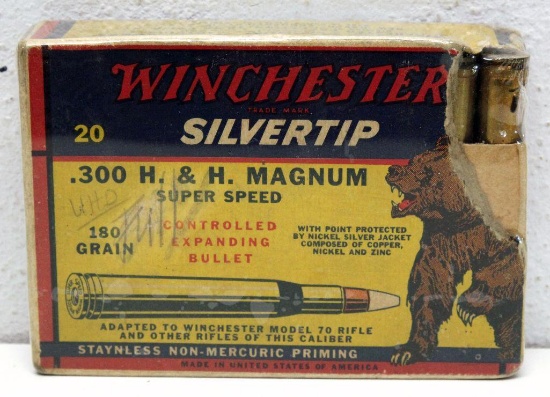 WINCHESTER
TRADE MARK
20
SILVERTIP
.300 H. & H. MAGNUM
SUPER SPEED
180
GRAIN
CONTROLLED
EXPANDING
BULLET
WITH POINT PROTECTED
BY NICKEL SILVER JACKET
COMPOSED OF COPPER,
NICKEL AND ZINC
ADAPTED TO WINCHESTER MODEL 70 RIFLE
AND OTHER RIFLES OF THIS CALIBER
STAYNLESS NON-MERCURIC PRIMING
MADE IN UNITED STATES OF AMERICA